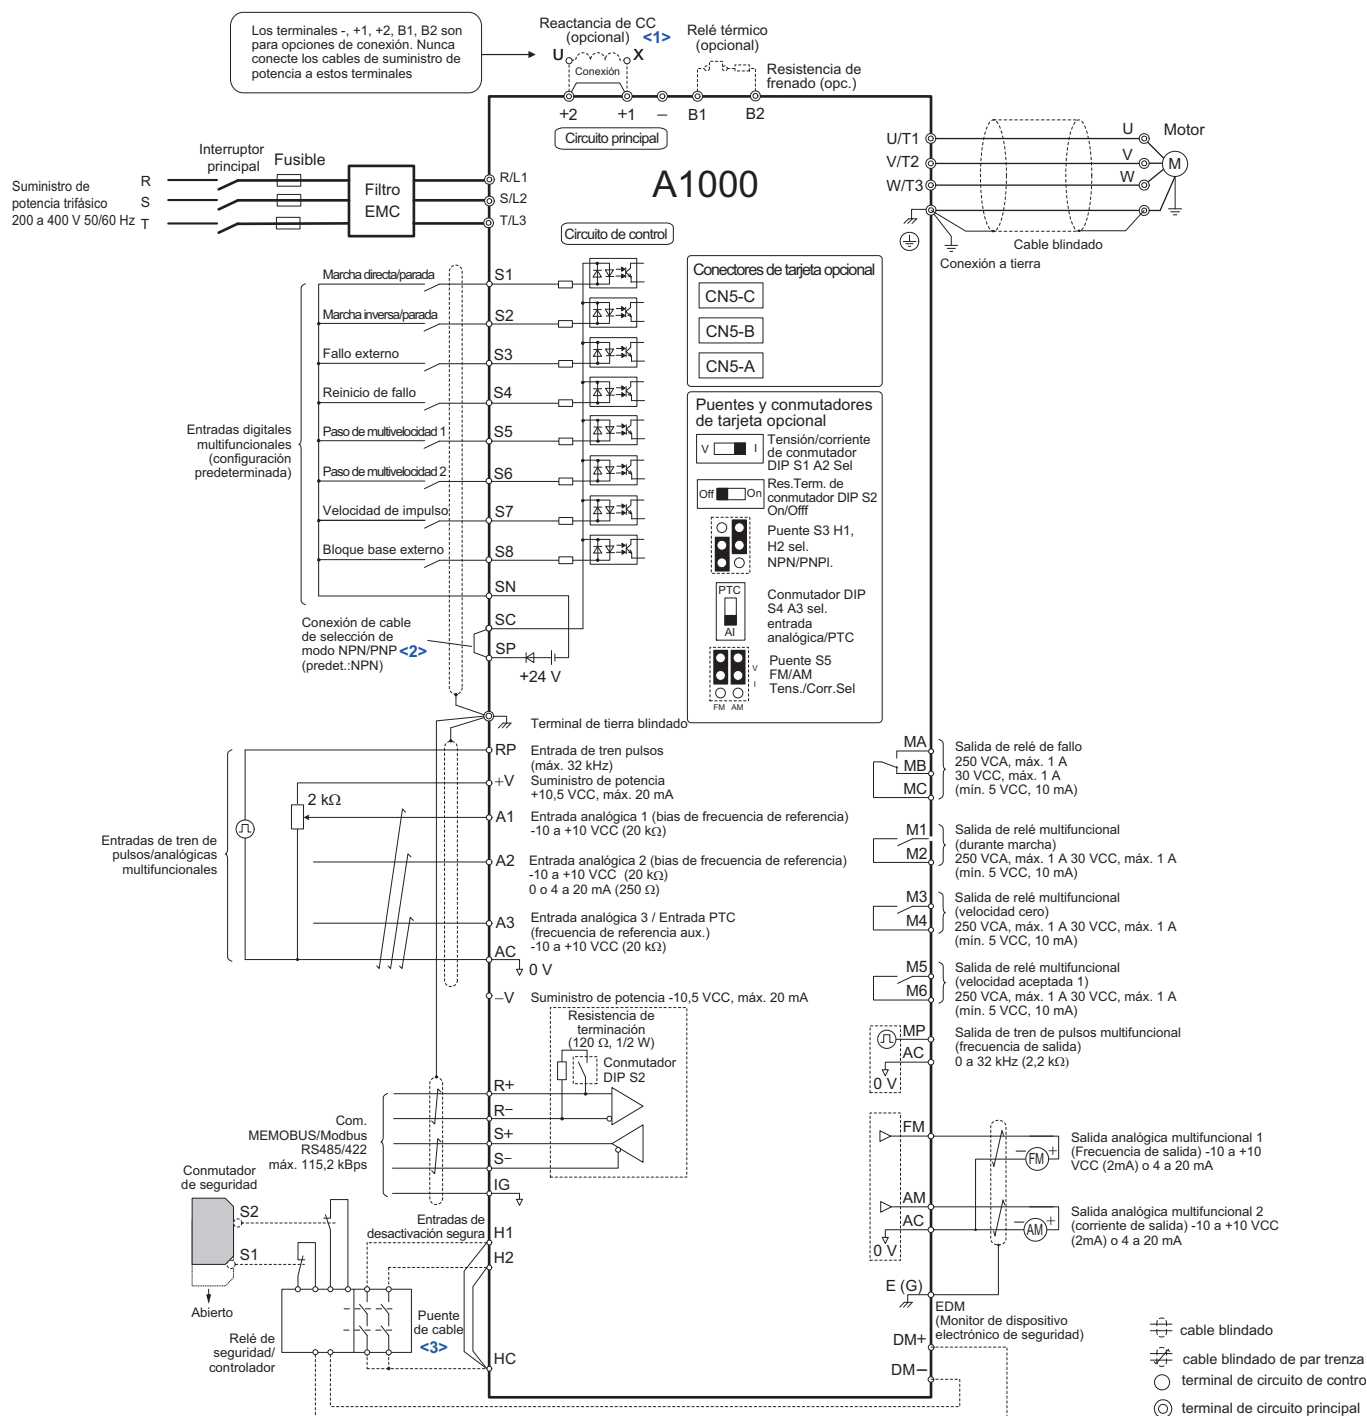 Los terminales -, +1, +2, B1, B2 son
para opciones de conexión. Nunca
conecte los cables de suministro de
potencia a estos terminales
Reactancia de CC
(opcional) <1>
U X
Conexión
Relé térmico
(opcional)
Resistencia de
frenado (opc.)
+2 +1 – B1 B2
Circuito principal
A1000
Interruptor
principal
Fusible
Suministro de
potencia trifásico
200 a 400 V 50/60 Hz
R
S
T
Filtro
EMC
R/L1
S/L2
T/L3
U/T1
V/T2
W/T3
U
V
W
Motor
M
Cable blindado
Conexión a tierra
Circuito de control
Entradas digitales
multifuncionales
(configuración
predeterminada)
Marcha directa/parada S1
Marcha inversa/parada S2
Fallo externo S3
Reinicio de fallo S4
Paso de multivelocidad 1 S5
Paso de multivelocidad 2 S6
Velocidad de impulso S7
Bloque base externo S8
SN
SC
SP
+24 V
Conexión de cable
de selección de
modo NPN/PNP <2>
(predet.:NPN)
Conectores de tarjeta opcional
CN5-C
CN5-B
CN5-A
Puentes y conmutadores
de tarjeta opcional
V I
Tensión/corriente
de conmutador
DIP S1 A2 Sel
Off On
Res.Term. de
conmutador DIP S2
On/Offf
Puente S3 H1,
H2 sel.
NPN/PNPl.
PTC
AI
Conmutador DIP
S4 A3 sel.
entrada
analógica/PTC
V
I
FM AM
Puente S5
FM/AM
Tens./Corr.Sel
Terminal de tierra blindado
Entradas de tren de
pulsos/analógicas
multifuncionales
2 kΩ
RP Entrada de tren pulsos
(máx. 32 kHz)
+V Suministro de potencia
+10,5 VCC, máx. 20 mA
A1 Entrada analógica 1 (bias de frecuencia de referencia)
-10 a +10 VCC (20 kΩ)
A2 Entrada analógica 2 (bias de frecuencia de referencia)
-10 a +10 VCC (20 kΩ)
0 o 4 a 20 mA (250 Ω)
A3 Entrada analógica 3 / Entrada PTC
(frecuencia de referencia aux.)
-10 a +10 VCC (20 kΩ)
AC
0 V
–V Suministro de potencia -10,5 VCC, máx. 20 mA
Resistencia de
terminación
(120 Ω, 1/2 W)
Conmutador
DIP S2
Com.
MEMOBUS/Modbus
RS485/422
máx. 115,2 kBps
R+
R–
S+
S–
IG
Conmutador
de seguridad
S2
S1
Abierto
Relé de
seguridad/
controlador
Entradas de
desactivación segura
H1
H2
Puente
de cable
<3>
HC
MA
MB
MC
Salida de relé de fallo
250 VCA, máx. 1 A
30 VCC, máx. 1 A
(mín. 5 VCC, 10 mA)
M1
M2
Salida de relé multifuncional
(durante marcha)
250 VCA, máx. 1 A 30 VCC, máx. 1 A
(mín. 5 VCC, 10 mA)
M3
M4
Salida de relé multifuncional
(velocidad cero)
250 VCA, máx. 1 A 30 VCC, máx. 1 A
(mín. 5 VCC, 10 mA)
M5
M6
Salida de relé multifuncional
(velocidad aceptada 1)
250 VCA, máx. 1 A 30 VCC, máx. 1 A
(mín. 5 VCC, 10 mA)
MP
AC
0 V
Salida de tren de pulsos multifuncional
(frecuencia de salida)
0 a 32 kHz (2,2 kΩ)
FM
– FM +
Salida analógica multifuncional 1
(Frecuencia de salida) -10 a +10
VCC (2mA) o 4 a 20 mA
AM
AC
0 V
– AM +
Salida analógica multifuncional 2
(corriente de salida) -10 a +10 VCC
(2mA) o 4 a 20 mA
E (G)
EDM
(Monitor de dispositivo
electrónico de seguridad)
DM+
DM–
cable blindado
cable blindado de par trenza
terminal de circuito de contro
terminal de circuito principal